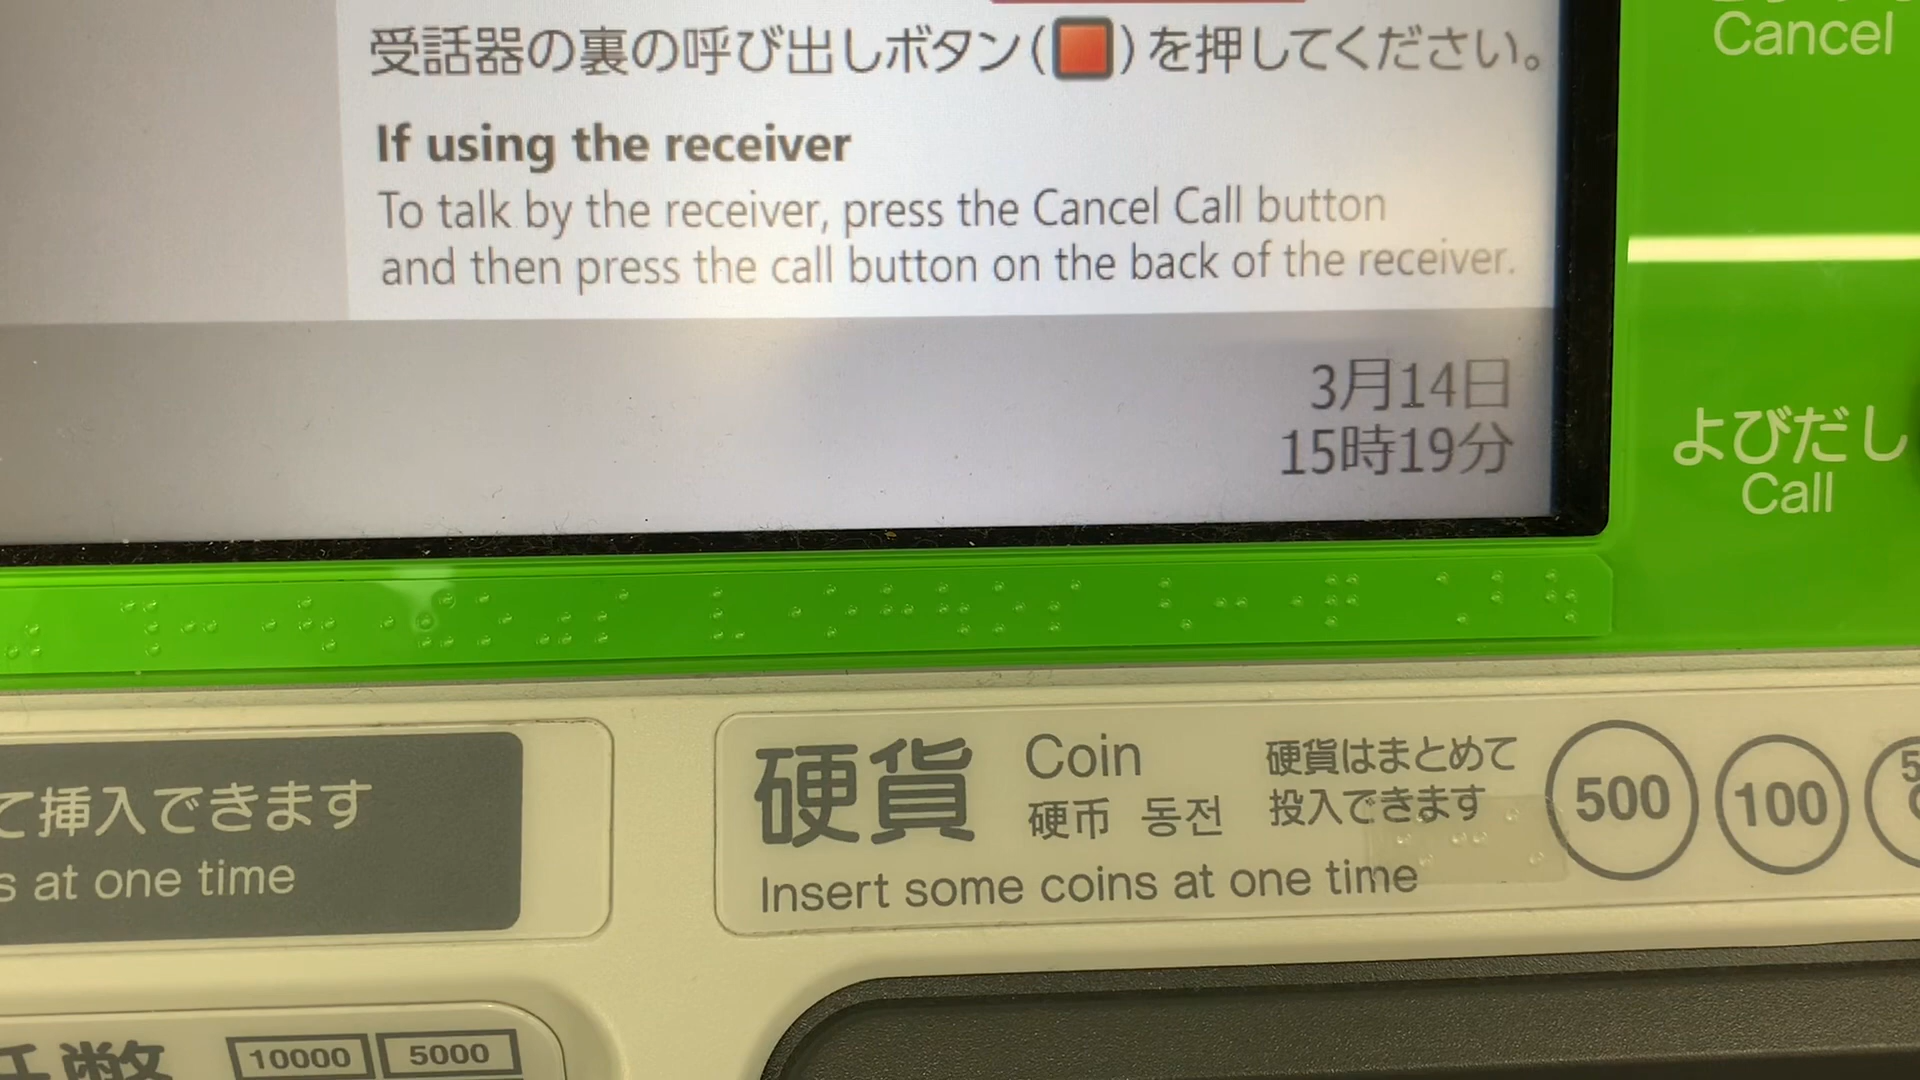 Cancel
受話器の裏の呼び出しボタン(🟥)を押してください。
If using the receiver
To talk by the receiver, press the Cancel Call button
and then press the call button on the back of the receiver.
3月14日
15時19分
よびだし
Call
て挿入できます
s at one time
硬貨 Coin
硬币 동전
硬貨はまとめて
投入できます
Insert some coins at one time
500 100
10000 5000